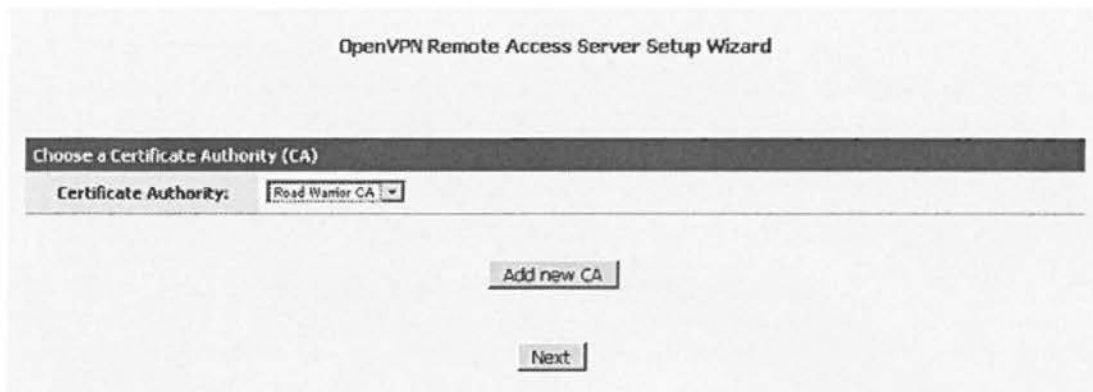 OpenVPN Remote Access Server Setup Wizard
Choose a Certificate Authority (CA)
Certificate Authority: Road Warrior CA
Add new CA
Next